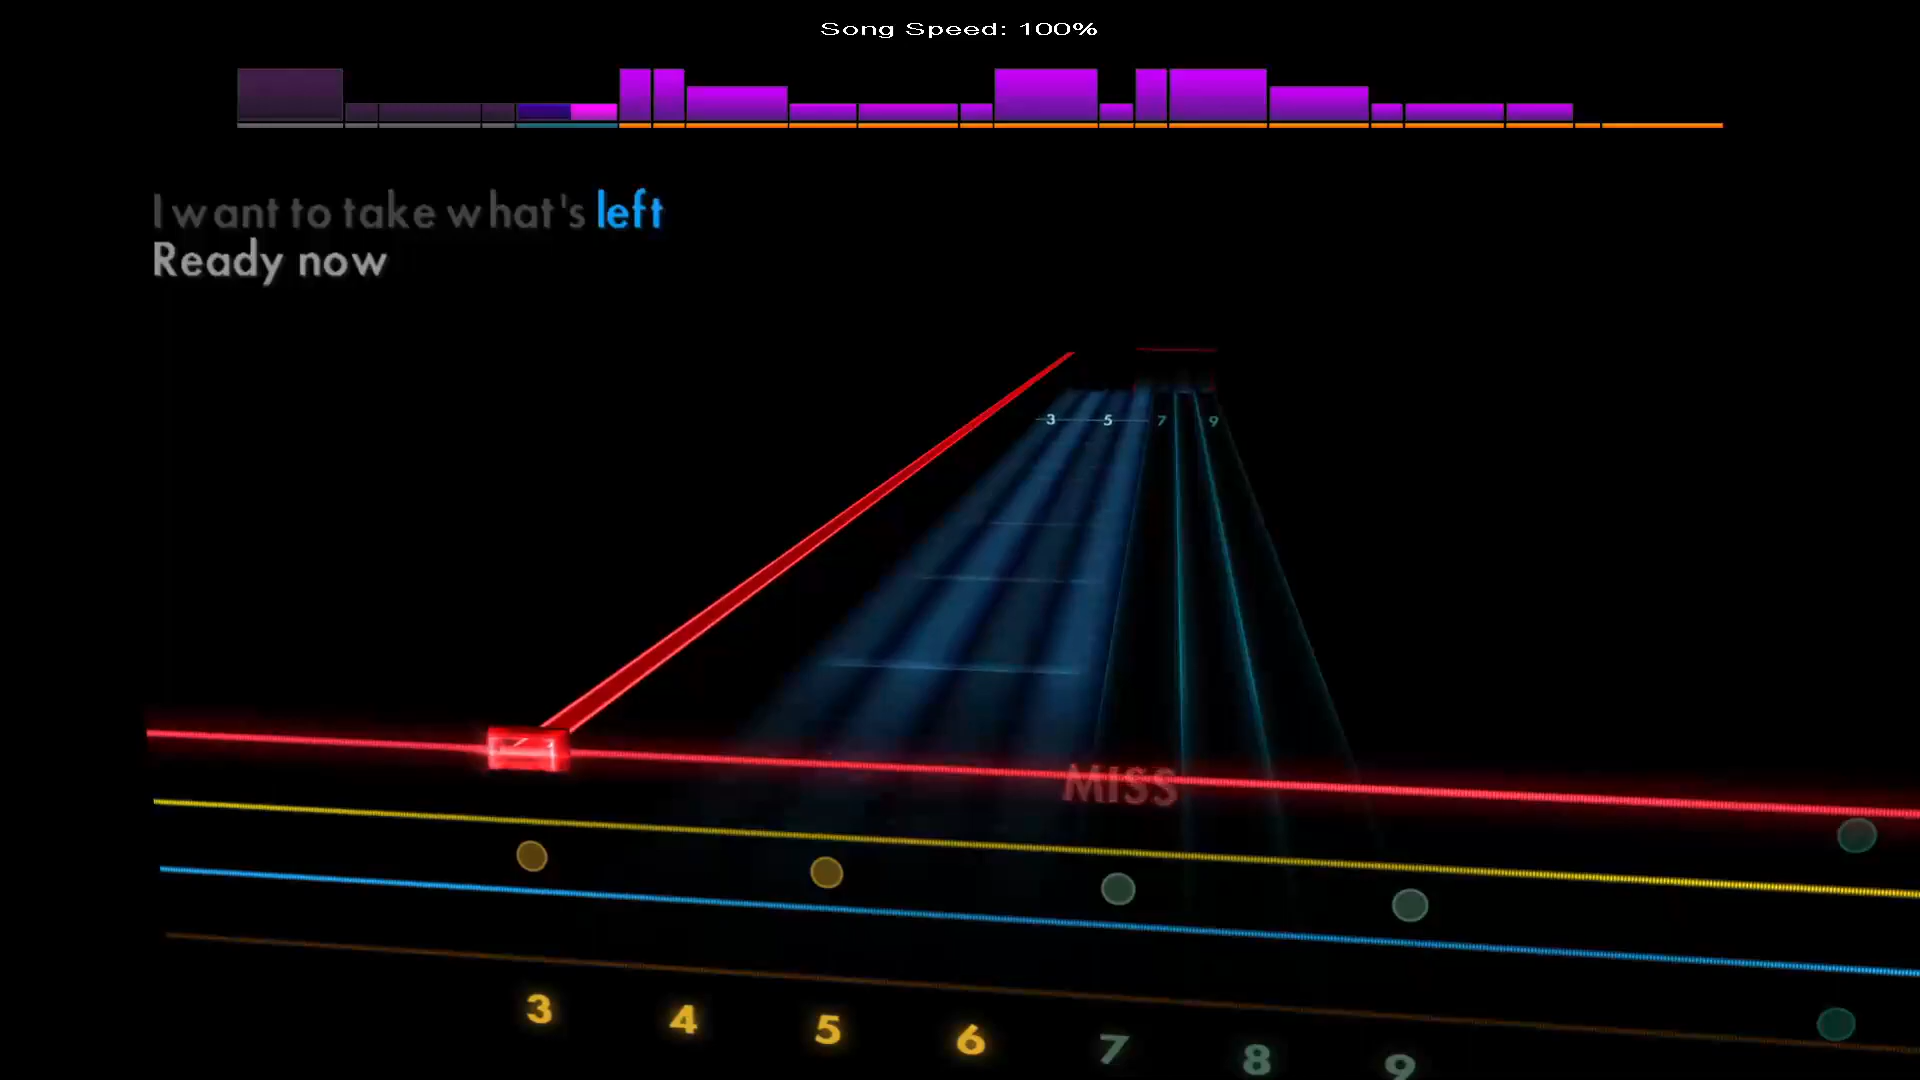 Song Speed: 100%
I want to take what's left
Ready now
3 5 7 9
MISS
3 4 5 6 7 8 9